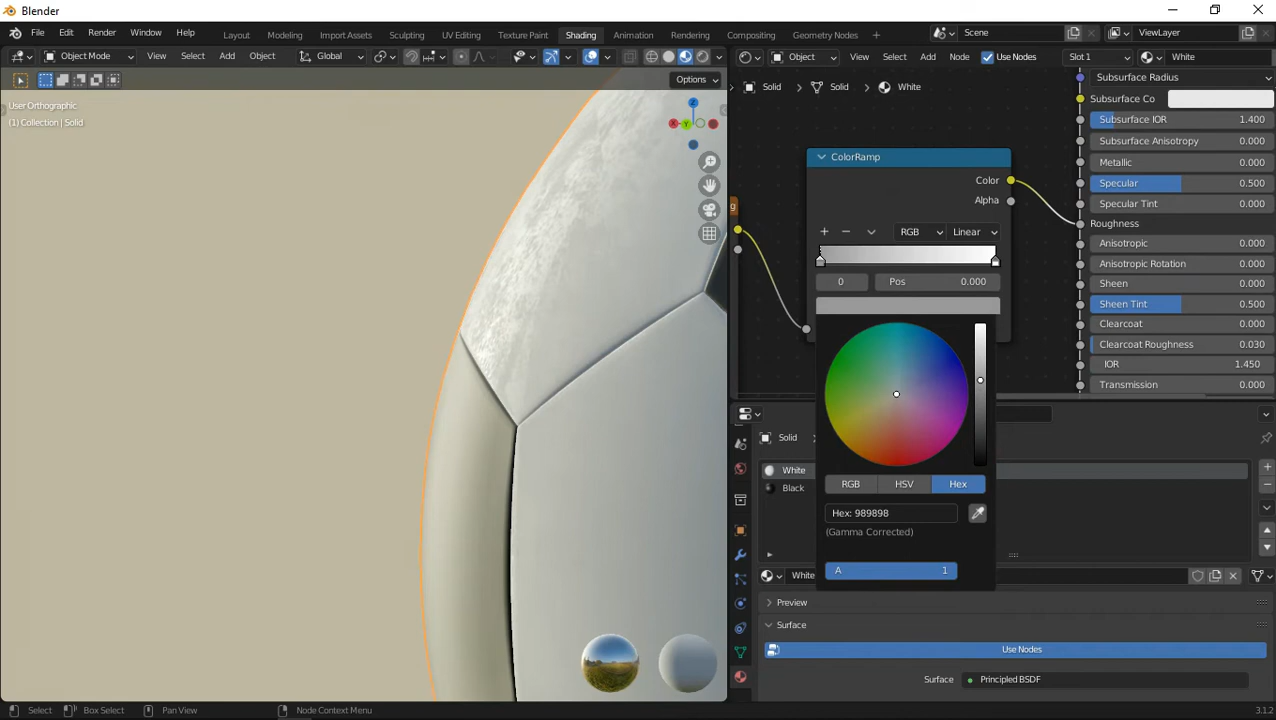 Blender
File Edit Render Window Help
Layout Modeling Import Assets Sculpting UV Editing Texture Paint Shading Animation Rendering Compositing Geometry Nodes
Scene ViewLayer
Object Mode View Select Add Object Global
Object View Select Add Node Use Nodes Slot 1 White
Options
User Orthographic
(1) Collection | Solid
Z
X Y
Solid Solid White
Subsurface Radius
Subsurface Co
Subsurface IOR 1.400
Subsurface Anisotropy 0.000
Metallic 0.000
Specular 0.500
Specular Tint 0.000
Roughness
Anisotropic 0.000
Anisotropic Rotation 0.000
Sheen 0.000
Sheen Tint 0.500
Clearcoat 0.000
Clearcoat Roughness 0.030
IOR 1.450
Transmission 0.000
g
ColorRamp
Color
Alpha
RGB Linear
0 Pos 0.000
RGB HSV Hex
Hex: 989898
(Gamma Corrected)
A 1
Solid
White
Black
White
Preview
Surface
Use Nodes
Surface Principled BSDF
Select Box Select Pan View Node Context Menu 3.1.2